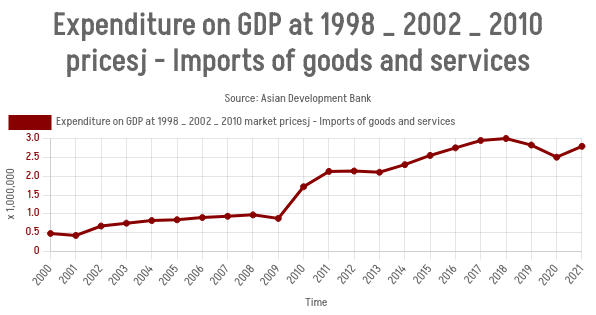 Expenditure on GDP at 1998 _ 2002 _ 2010
pricesj - Imports of goods and services
Source: Asian Development Bank
Expenditure on GDP at 1998 _ 2002 _ 2010 market pricesj - Imports of goods and services
x 1,000,000
3.0
2.5
2.0
1.5
1.0
0.5
0
2000 2001 2002 2003 2004 2005 2006 2007 2008 2009 2010 2011 2012 2013 2014 2015 2016 2017 2018 2019 2020 2021
Time